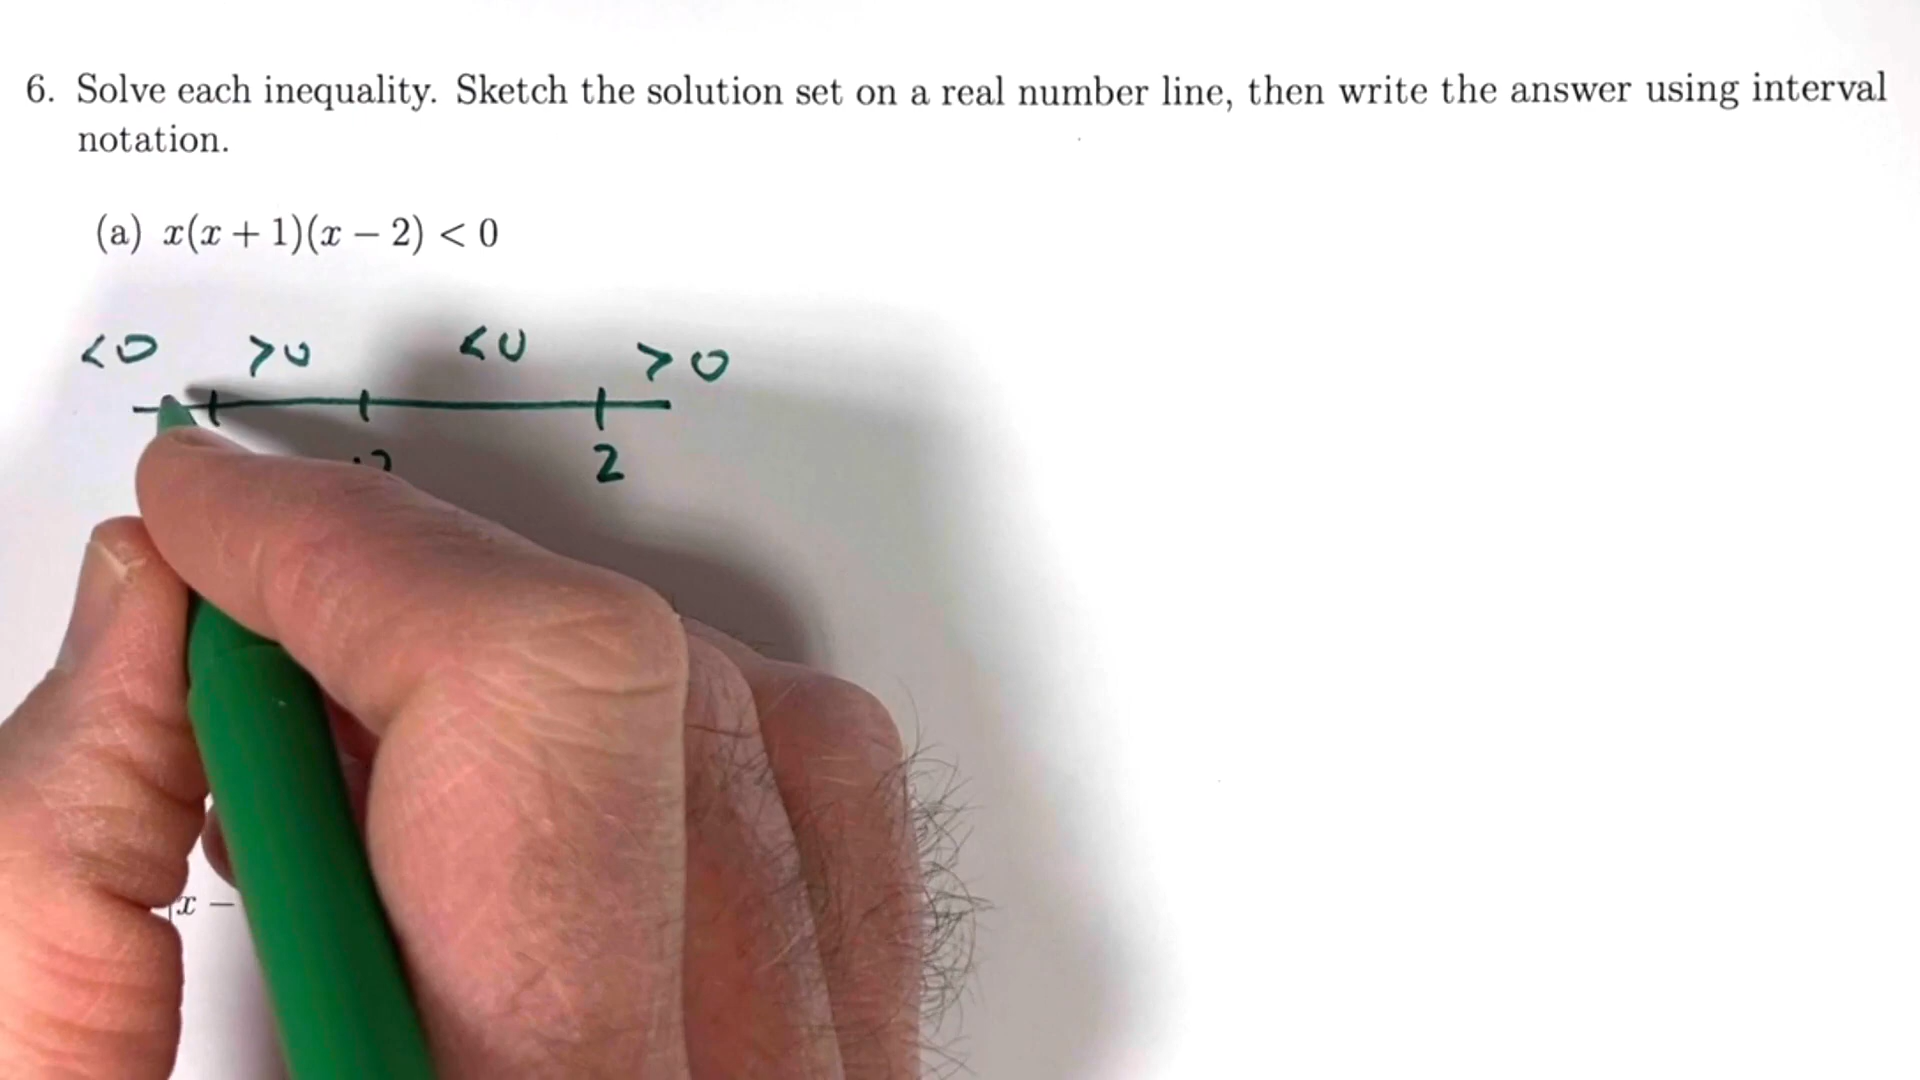 6. Solve each inequality. Sketch the solution set on a real number line, then write the answer using interval
notation.
(a) x(x + 1)(x − 2) < 0
<0 >0 <0 >0
2
x −